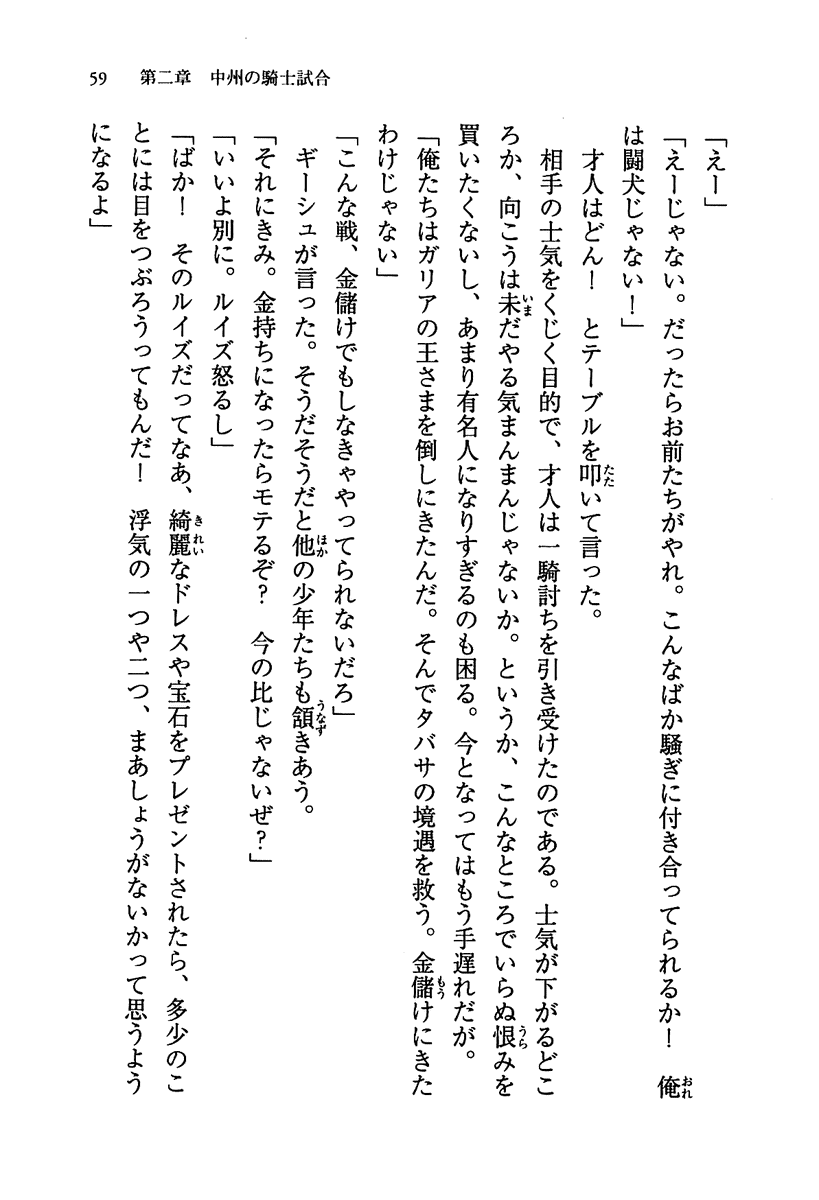 59　第二章　中州の騎士試合
「えー」
「えーじゃない。だったらお前たちがやれ。こんなばか騒ぎに付き合ってられるか！　俺
は闘犬じゃない！」
　才人はどん！　とテーブルを叩いて言った。
　相手の士気をくじく目的で、才人は一騎討ちを引き受けたのである。士気が下がるどこ
ろか、向こうは未だやる気まんまんじゃないか。というか、こんなところでいらぬ恨みを
買いたくないし、あまり有名人になりすぎるのも困る。今となってはもう手遅れだが。
「俺たちはガリアの王さまを倒しにきたんだ。そんでタバサの境遇を救う。金儲けにきた
わけじゃない」
「こんな戦、金儲けでもしなきゃやってられないだろ」
　ギーシュが言った。そうだそうだと他の少年たちも頷きあう。
「それにきみ。金持ちになったらモテるぞ？　今の比じゃないぜ？」
「いいよ別に。ルイズ怒るし」
「ばか！　そのルイズだってなあ、綺麗なドレスや宝石をプレゼントされたら、多少のこ
とには目をつぶろうってもんだ！　浮気の一つや二つ、まあしょうがないかって思うよう
になるよ」